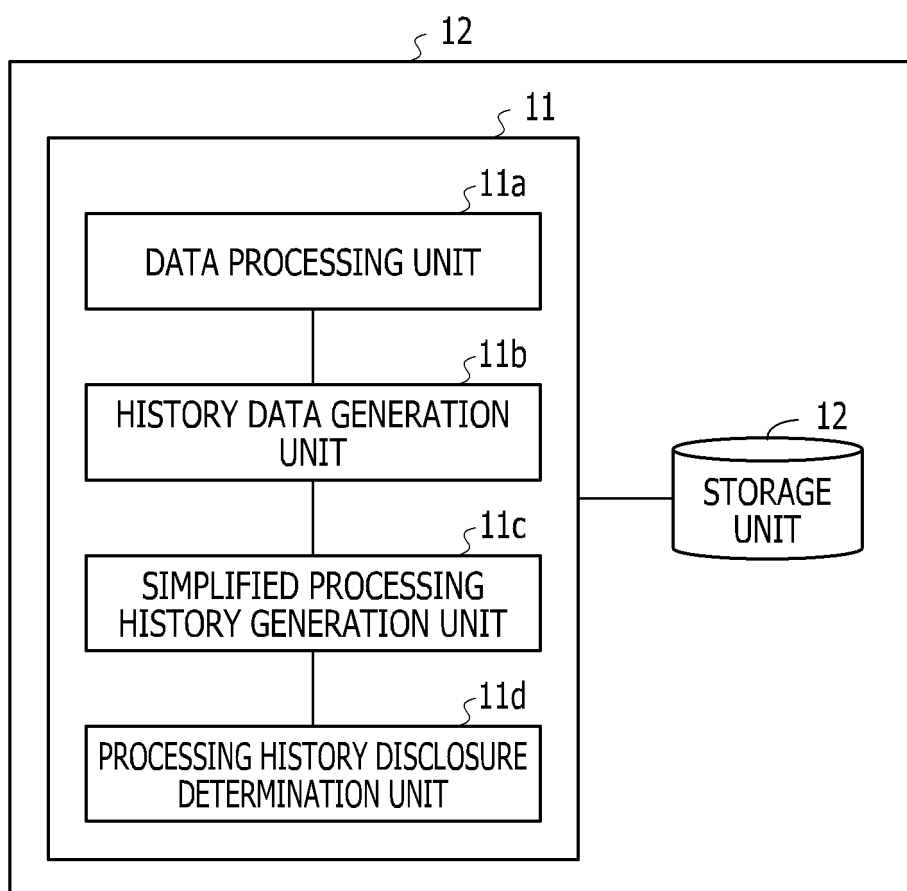 12
11
11a
DATA PROCESSING UNIT
11b
HISTORY DATA GENERATION
UNIT
11c
SIMPLIFIED PROCESSING
HISTORY GENERATION UNIT
11d
PROCESSING HISTORY DISCLOSURE
DETERMINATION UNIT
12
STORAGE
UNIT